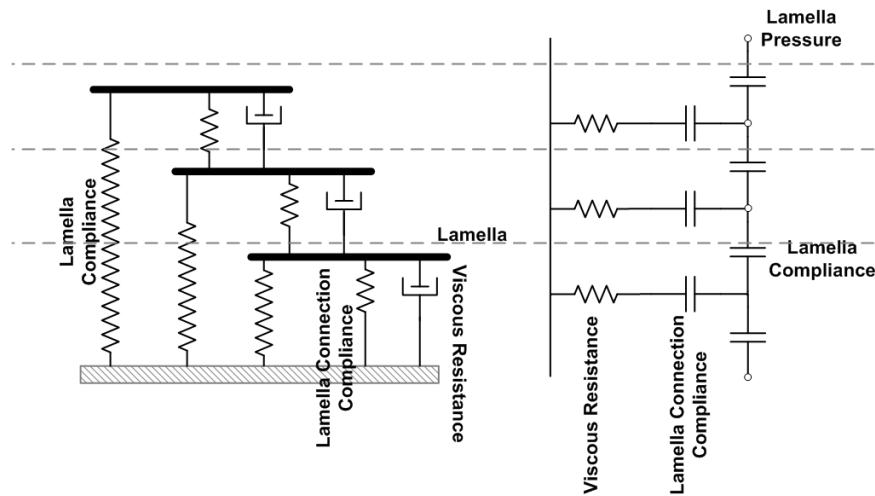 Lamella
Pressure
Lamella
Compliance
Lamella
Lamella
Compliance
Lamella Connection
Compliance
Viscous Resistance
Viscous Resistance
Lamella Connection
Compliance